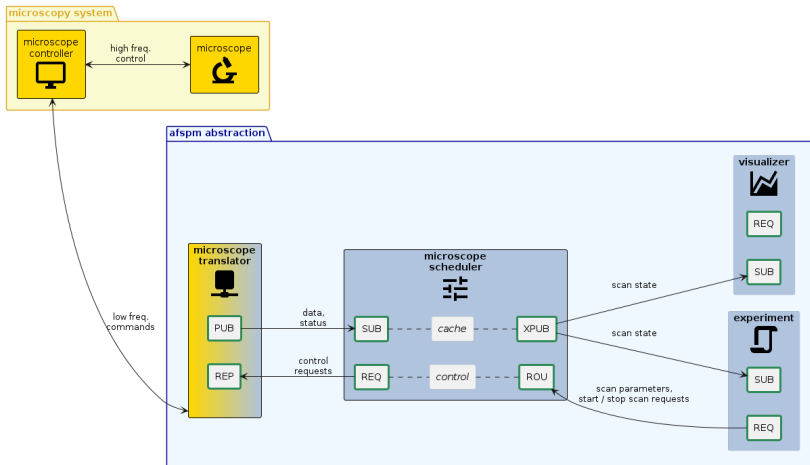 microscopy system
microscope
controller
high freq.
control
microscope
afspm abstraction
visualizer
REQ
SUB
microscope
translator
PUB
REP
low freq.
commands
data,
status
control
requests
microscope
scheduler
SUB
cache
XPUB
REQ
control
ROU
scan state
scan state
scan parameters,
start / stop scan requests
experiment
SUB
REQ